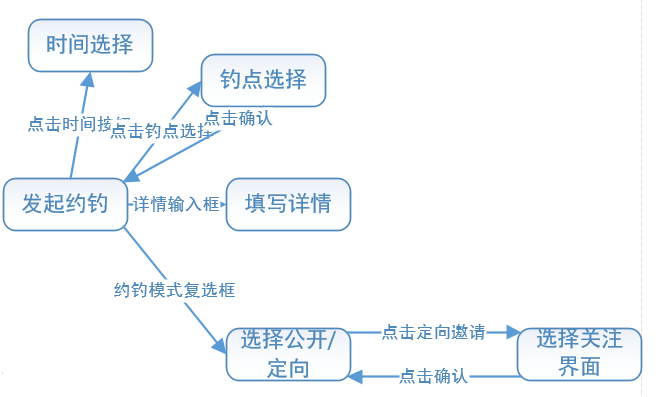 时间选择
钓点选择
点击时间按
点击钓点选择
点击确认
发起约钓
详情输入框
填写详情
约钓模式复选框
选择公开/
定向
点击定向邀请
选择关注
界面
点击确认